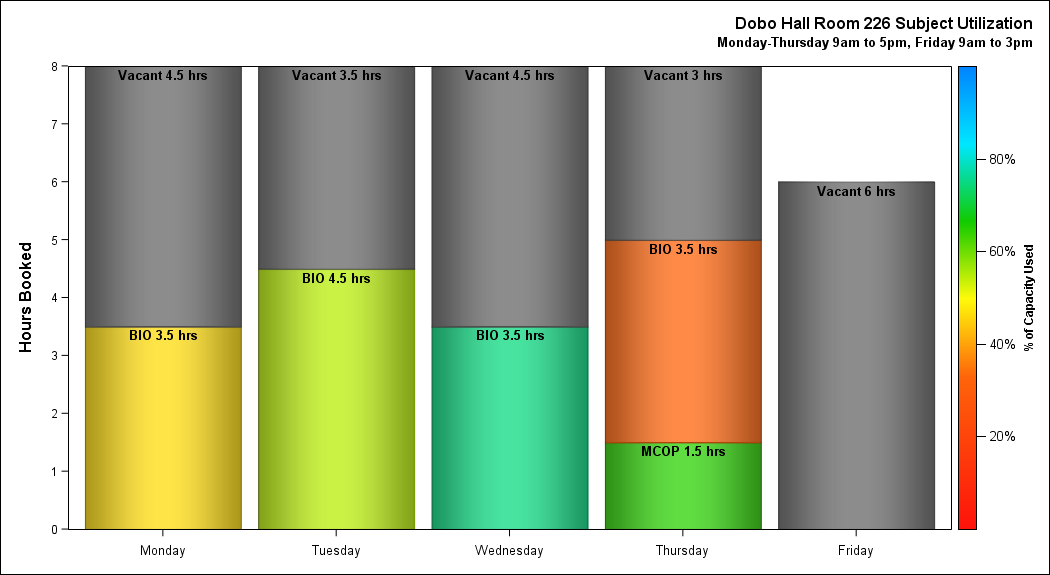 Dobo Hall Room 226 Subject Utilization
Monday-Thursday 9am to 5pm, Friday 9am to 3pm
Hours Booked
8
7
6
5
4
3
2
1
0
Vacant 4.5 hrs
BIO 3.5 hrs
Vacant 3.5 hrs
BIO 4.5 hrs
Vacant 4.5 hrs
BIO 3.5 hrs
Vacant 3 hrs
BIO 3.5 hrs
MCOP 1.5 hrs
Vacant 6 hrs
Monday
Tuesday
Wednesday
Thursday
Friday
80%
60%
40%
20%
% of Capacity Used